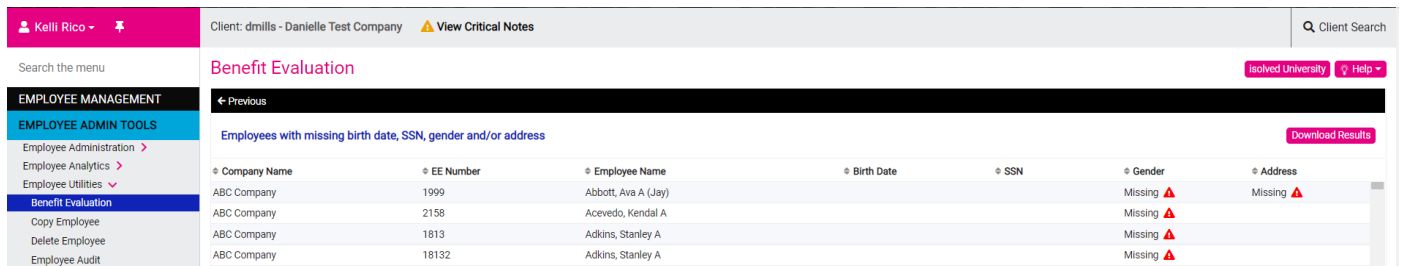 Kelli Rico
Client: dmills - Danielle Test Company View Critical Notes
Client Search
Search the menu
Benefit Evaluation
isolved University Help
EMPLOYEE MANAGEMENT
Previous
EMPLOYEE ADMIN TOOLS
Employees with missing birth date, SSN, gender and/or address
Download Results
Employee Administration
Employee Analytics
Employee Utilities
Benefit Evaluation
Copy Employee
Delete Employee
Employee Audit
Company Name EE Number Employee Name Birth Date SSN Gender Address
ABC Company 1999 Abbott, Ava A (Jay) Missing Missing
ABC Company 2158 Acevedo, Kendal A Missing
ABC Company 1813 Adkins, Stanley A Missing
ABC Company 18132 Adkins, Stanley A Missing